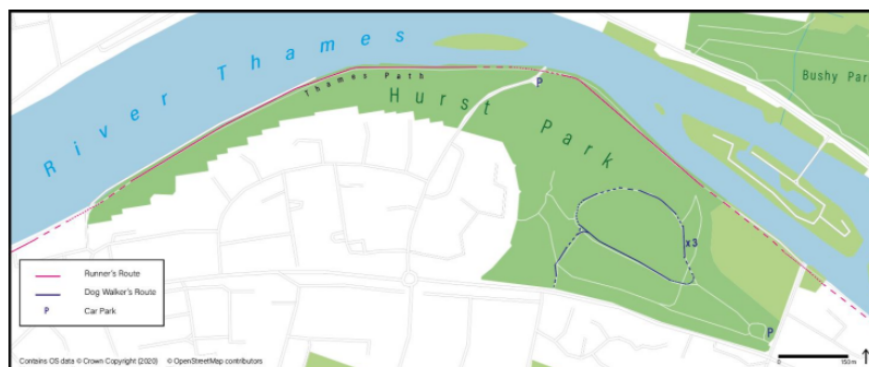 River Thames
Thames Path
Hurst Park
Bushy Par
P
x3
P
Runner's Route
Dog Walker's Route
P Car Park
Contains OS data © Crown Copyright (2020) © OpenStreetMap contributors
0 150m